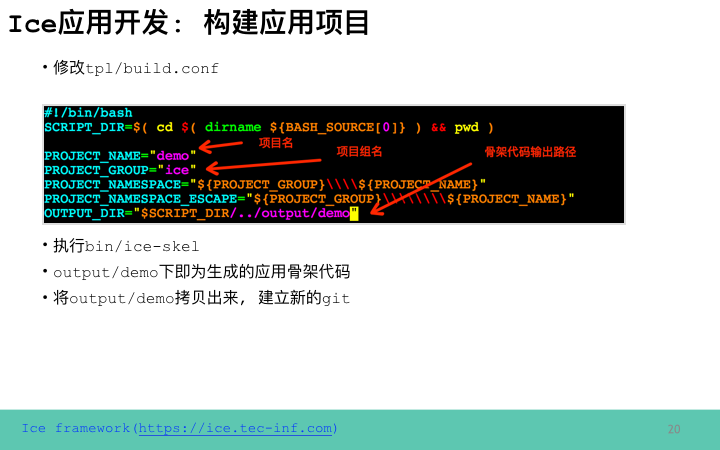 Ice应用开发: 构建应用项目
• 修改tpl/build.conf
#!/bin/bash
SCRIPT_DIR=$( cd $( dirname ${BASH_SOURCE[0]} ) && pwd )
项目名
项目组名
骨架代码输出路径
PROJECT_NAME="demo"
PROJECT_GROUP="ice"
PROJECT_NAMESPACE="${PROJECT_GROUP}\\\\${PROJECT_NAME}"
PROJECT_NAMESPACE_ESCAPE="${PROJECT_GROUP}\\\\\\\\${PROJECT_NAME}"
OUTPUT_DIR="$SCRIPT_DIR/../output/demo"
• 执行bin/ice-skel
• output/demo下即为生成的应用骨架代码
• 将output/demo拷贝出来, 建立新的git
Ice framework(https://ice.tec-inf.com)
20